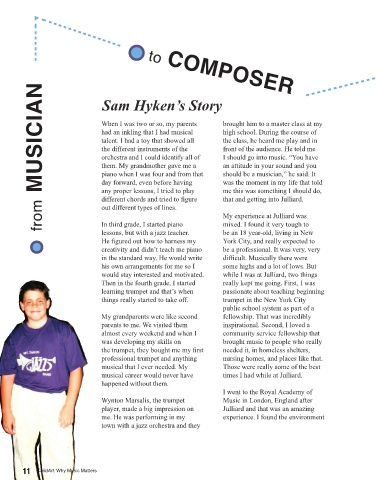 from MUSICIAN
to COMPOSER
Sam Hyken's Story
When I was two or so, my parents
had an inkling that I had musical
talent. I had a toy that showed all
the different instruments of the
orchestra and I could identify all of
them. My grandmother gave me a
piano when I was four and from that
day forward, even before having
any proper lessons, I tried to play
different chords and tried to figure
out different types of lines.
In third grade, I started piano
lessons, but with a jazz teacher.
He figured out how to harness my
creativity and didn't teach me piano
in the standard way. He would write
his own arrangements for me so I
would stay interested and motivated.
Then in the fourth grade, I started
learning trumpet and that's when
things really started to take off.
My grandparents were like second
parents to me. We visited them
almost every weekend and when I
was developing my skills on
the trumpet, they bought me my first
professional trumpet and anything
musical that I ever needed. My
musical career would never have
happened without them.
Wynton Marsalis, the trumpet
player, made a big impression on
me. He was performing in my
town with a jazz orchestra and they
brought him to a master class at my
high school. During the course of
the class, he heard me play and in
front of the audience. He told me
I should go into music. "You have
an attitude in your sound and you
should be a musician," he said. It
was the moment in my life that told
me this was something I should do,
that and getting into Julliard.
My experience at Julliard was
mixed. I found it very tough to
be an 18 year-old, living in New
York City, and really expected to
be a professional. It was very, very
difficult. Musically there were
some highs and a lot of lows. But
while I was at Julliard, two things
really kept me going. First, I was
passionate about teaching beginning
trumpet in the New York City
public school system as part of a
fellowship. That was incredibly
inspirational. Second, I loved a
community service fellowship that
brought music to people who really
needed it, in homeless shelters,
nursing homes, and places like that.
Those were really some of the best
times I had while at Julliard.
I went to the Royal Academy of
Music in London, England after
Julliard and that was an amazing
experience. I found the environment
11 ChildArt Why Music Matters